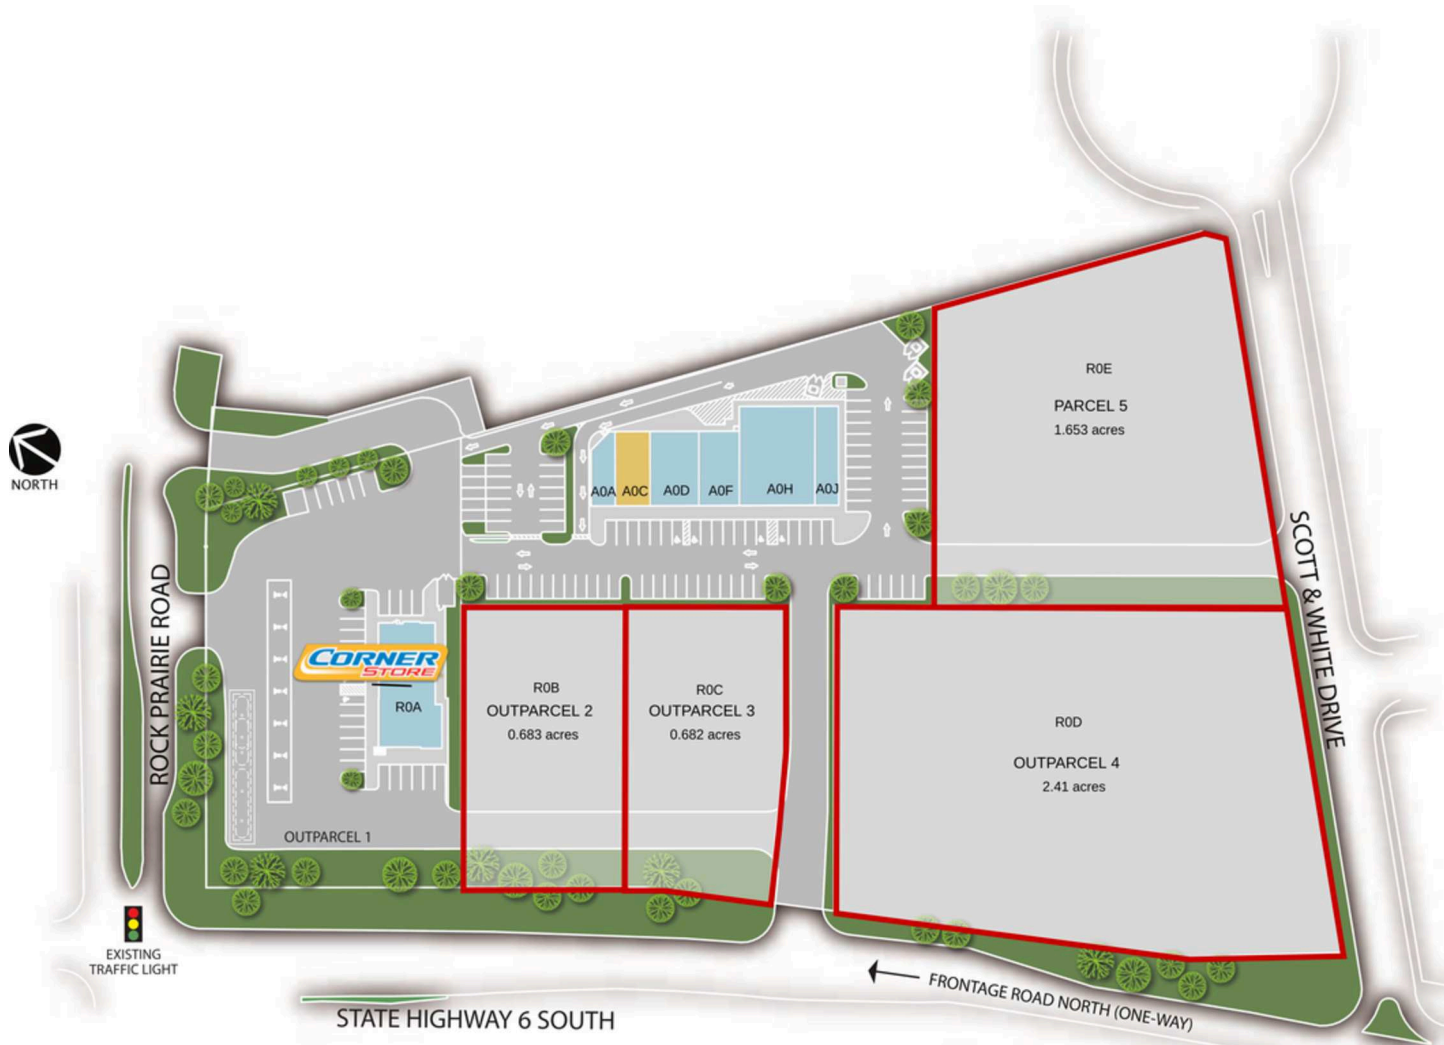 R0E
PARCEL 5
1.653 acres
NORTH
A0A
A0C
A0D
A0F
A0H
A0J
ROCK PRAIRIE ROAD
SCOTT & WHITE DRIVE
CORNER
STORE
R0A
R0B
OUTPARCEL 2
0.683 acres
R0C
OUTPARCEL 3
0.682 acres
R0D
OUTPARCEL 4
2.41 acres
OUTPARCEL 1
EXISTING
TRAFFIC LIGHT
FRONTAGE ROAD NORTH (ONE-WAY)
STATE HIGHWAY 6 SOUTH